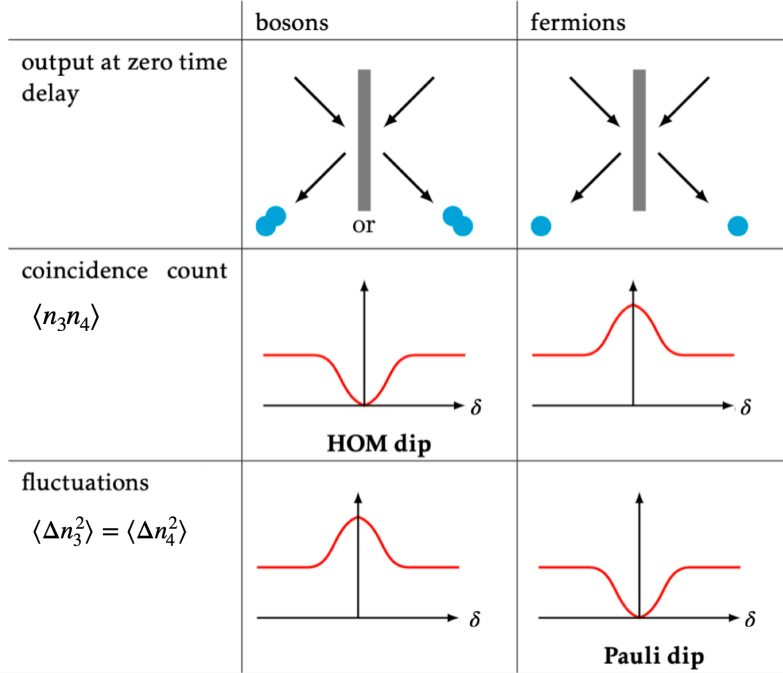 bosons
fermions
output at zero time
delay
or
coincidence count
⟨n₃n₄⟩
δ
δ
HOM dip
fluctuations
⟨Δn₃²⟩ = ⟨Δn₄²⟩
δ
δ
Pauli dip